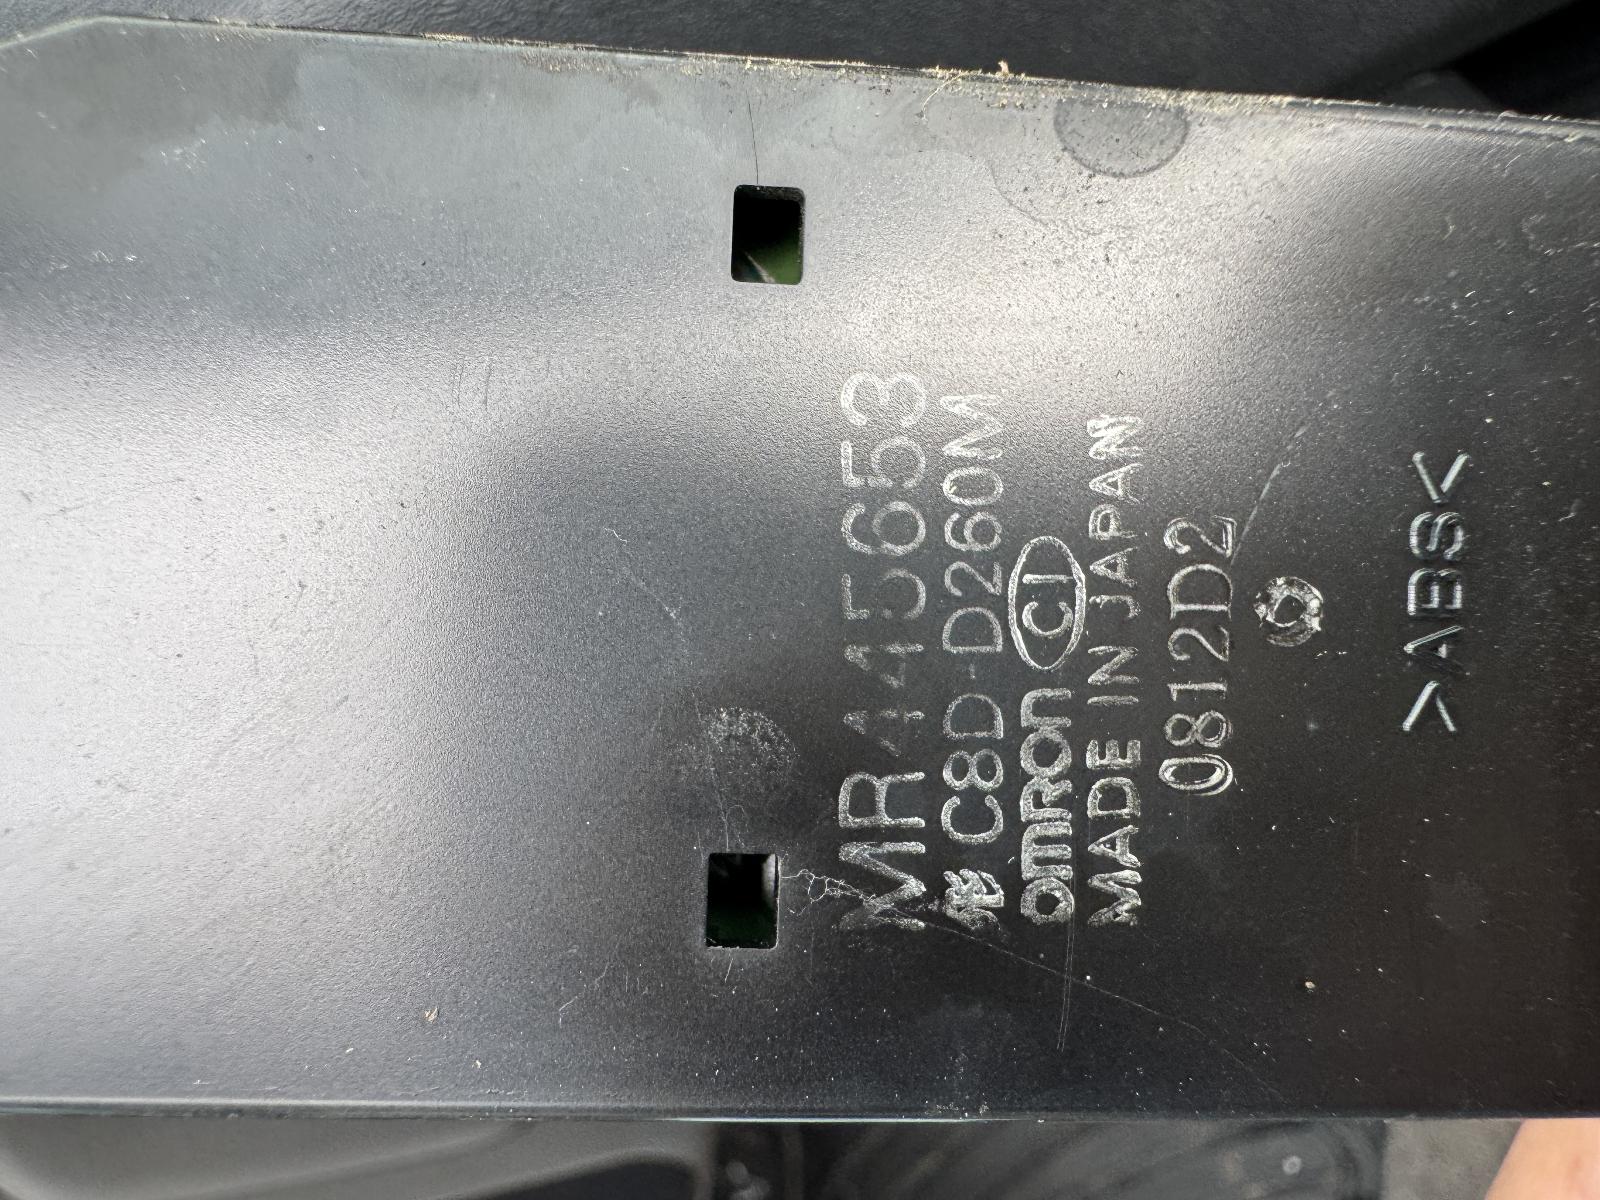 MR445653
C8D-D260M
OMRON CI
MADE IN JAPAN
0812D2
>ABS<